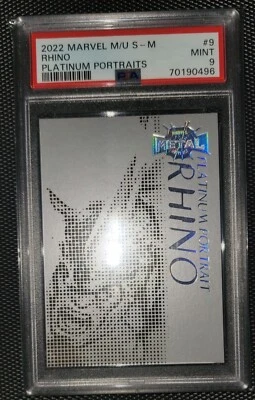 2022 MARVEL M/U S-M
#9
RHINO
MINT
PLATINUM PORTRAITS
9
PSA
70190496
METAL
PLATINUM PORTRAIT
RHINO